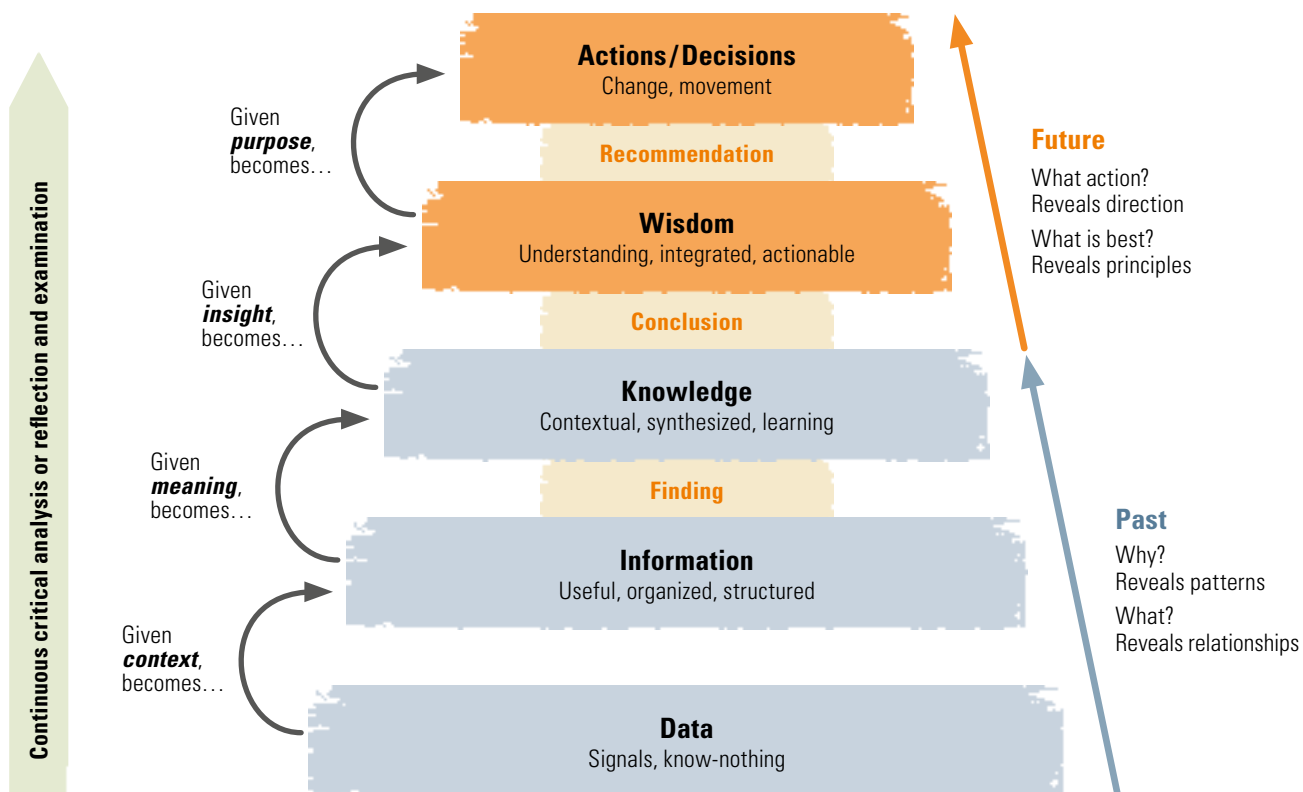 Continuous critical analysis or reflection and examination
Actions/Decisions
Change, movement
Given
purpose,
becomes…
Recommendation
Wisdom
Understanding, integrated, actionable
Given
insight,
becomes…
Conclusion
Knowledge
Contextual, synthesized, learning
Given
meaning,
becomes…
Finding
Information
Useful, organized, structured
Given
context,
becomes…
Data
Signals, know-nothing
Future
What action?
Reveals direction
What is best?
Reveals principles
Past
Why?
Reveals patterns
What?
Reveals relationships